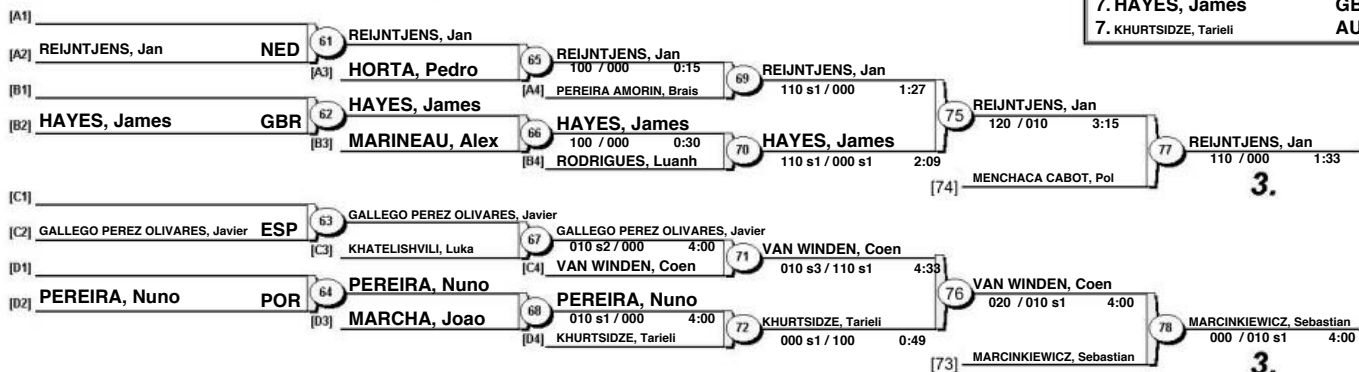 7. HAYES, James GB
7. KHURTSIDZE, Tarieli AU
[A1]
[A2] REIJNTJENS, Jan NED 61 REIJNTJENS, Jan
[A3] HORTA, Pedro 65 REIJNTJENS, Jan
100 / 000 0:15
[A4] PEREIRA AMORIN, Brais 69 REIJNTJENS, Jan
110 s1 / 000 1:27
[B1]
[B2] HAYES, James GBR 62 HAYES, James
[B3] MARINEAU, Alex 66 HAYES, James
100 / 000 0:30
[B4] RODRIGUES, Luanh 70 HAYES, James
110 s1 / 000 s1 2:09
75 REIJNTJENS, Jan
120 / 010 3:15
[74] MENCHACA CABOT, Pol 77 REIJNTJENS, Jan
110 / 000 1:33
3.
[C1]
[C2] GALLEGO PEREZ OLIVARES, Javier ESP 63 GALLEGO PEREZ OLIVARES, Javier
[C3] KHATELISHVILI, Luka 67 GALLEGO PEREZ OLIVARES, Javier
010 s2 / 000 4:00
[C4] VAN WINDEN, Coen 71 VAN WINDEN, Coen
010 s3 / 110 s1 4:33
[D1]
[D2] PEREIRA, Nuno POR 64 PEREIRA, Nuno
[D3] MARCHA, Joao 68 PEREIRA, Nuno
010 s1 / 000 4:00
[D4] KHURTSIDZE, Tarieli 72 KHURTSIDZE, Tarieli
000 s1 / 100 0:49
76 VAN WINDEN, Coen
020 / 010 s1 4:00
[73] MARCINKIEWICZ, Sebastian 78 MARCINKIEWICZ, Sebastian
000 / 010 s1 4:00
3.